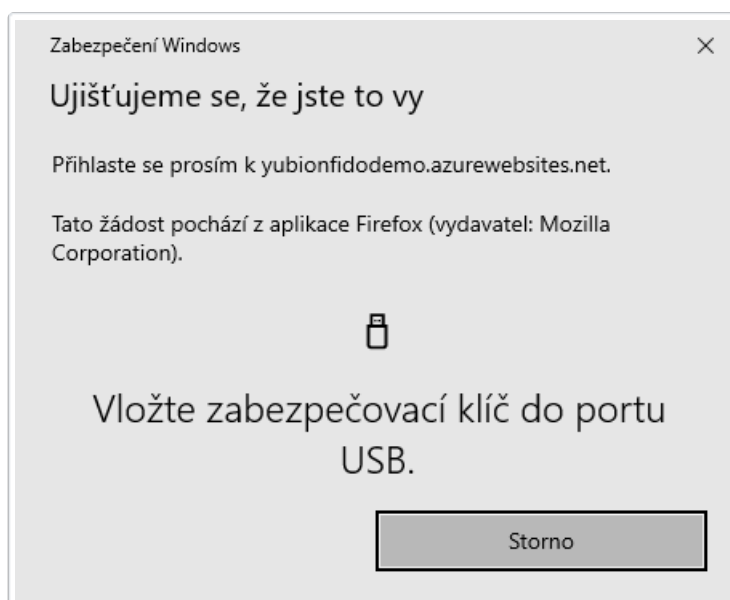 Zabezpečení Windows
Ujišťujeme se, že jste to vy
Přihlaste se prosím k yubionfidodemo.azurewebsites.net.
Tato žádost pochází z aplikace Firefox (vydavatel: Mozilla
Corporation).
Vložte zabezpečovací klíč do portu
USB.
Storno